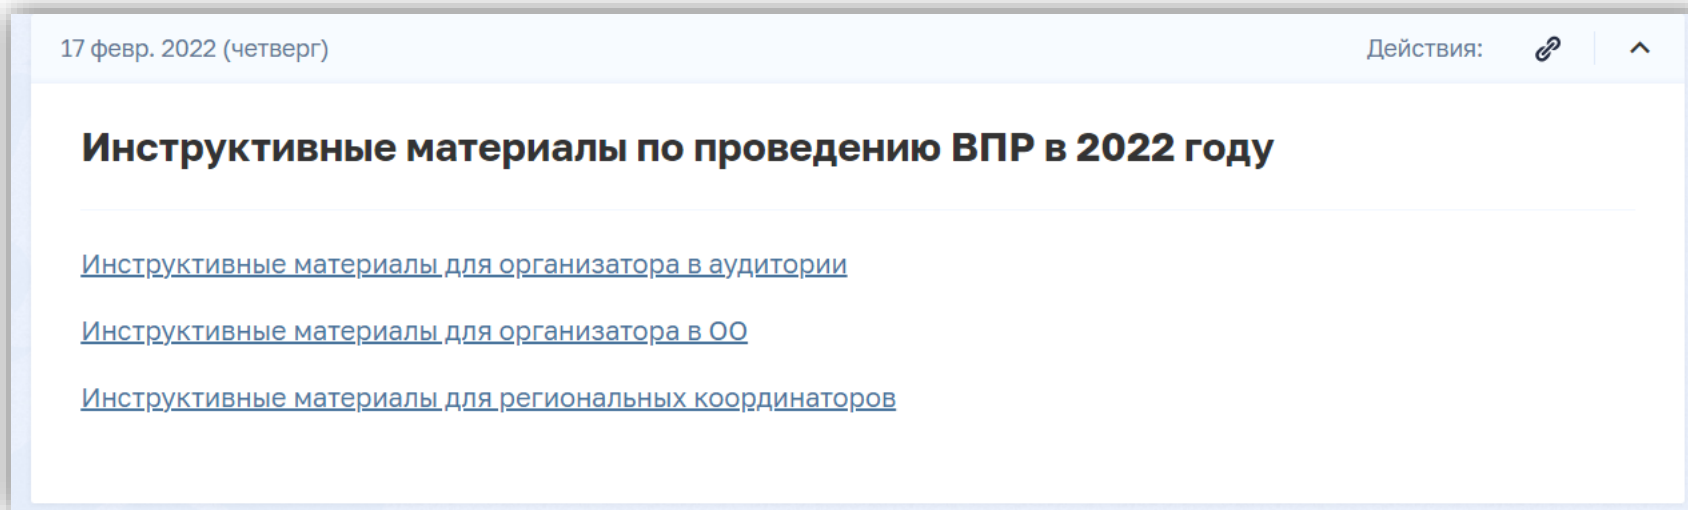 17 февр. 2022 (четверг) Действия:
Инструктивные материалы по проведению ВПР в 2022 году
Инструктивные материалы для организатора в аудитории
Инструктивные материалы для организатора в ОО
Инструктивные материалы для региональных координаторов